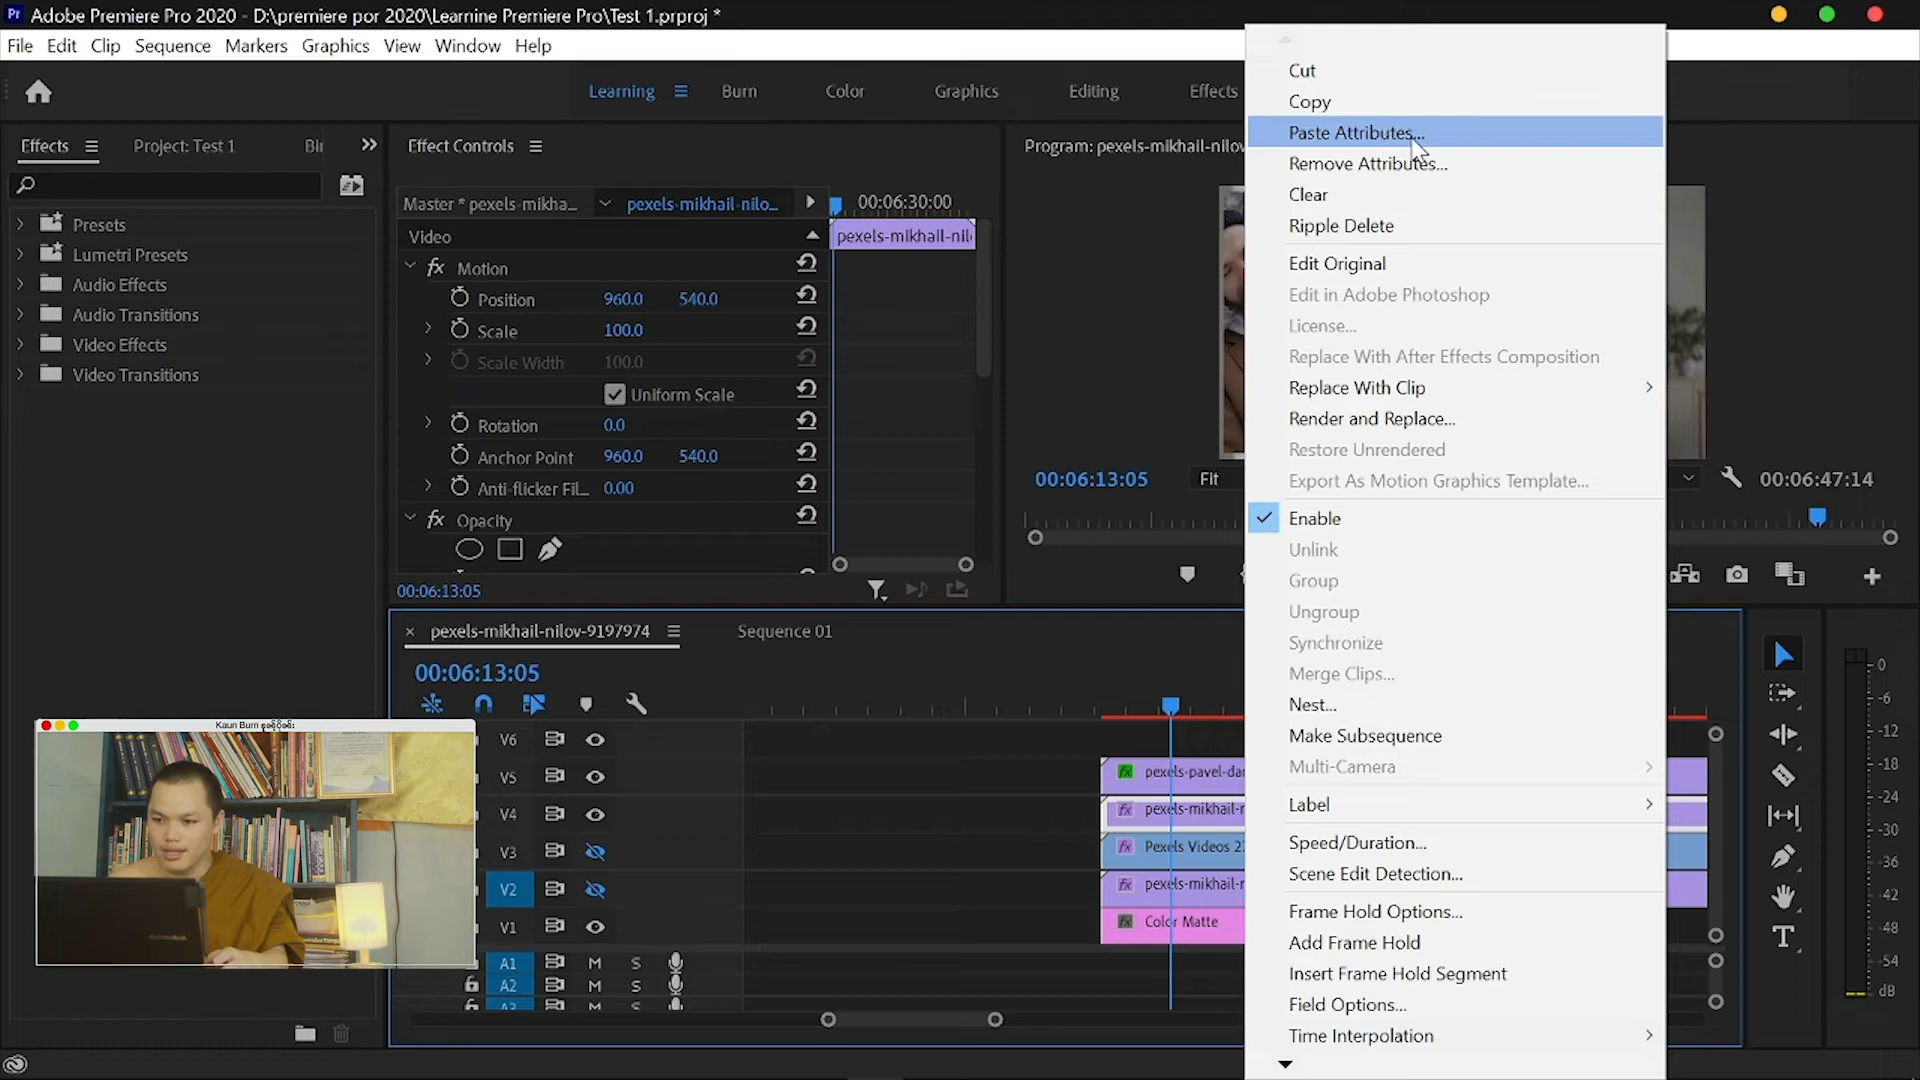 Adobe Premiere Pro 2020 - D:\premiere por 2020\Learnine Premiere Pro\Test 1.prproj *
File Edit Clip Sequence Markers Graphics View Window Help
Learning Burn Color Graphics Editing Effects
Effects Project: Test 1
Presets
Lumetri Presets
Audio Effects
Audio Transitions
Video Effects
Video Transitions
Effect Controls
Master * pexels-mikha... pexels-mikhail-nilo... 00:06:30:00
Video pexels-mikhail-nil
fx Motion
Position 960.0 540.0
Scale 100.0
Scale Width 100.0
Uniform Scale
Rotation 0.0
Anchor Point 960.0 540.0
Anti-flicker Fil... 0.00
fx Opacity
00:06:13:05
Program: pexels-mikhail-nilov
00:06:13:05 Fit 00:06:47:14
Cut
Copy
Paste Attributes...
Remove Attributes...
Clear
Ripple Delete
Edit Original
Edit in Adobe Photoshop
License...
Replace With After Effects Composition
Replace With Clip
Render and Replace...
Restore Unrendered
Export As Motion Graphics Template...
Enable
Unlink
Group
Ungroup
Synchronize
Merge Clips...
Nest...
Make Subsequence
Multi-Camera
Label
Speed/Duration...
Scene Edit Detection...
Frame Hold Options...
Add Frame Hold
Insert Frame Hold Segment
Field Options...
Time Interpolation
pexels-mikhail-nilov-9197974 Sequence 01
00:06:13:05
V6
V5 fx pexels-pavel-da
V4 fx pexels-mikhail-
V3 fx Pexels Videos 2
V2 fx pexels-mikhail-
V1 fx Color Matte
A1 M S
A2 M S
A3 M S
Kaun Burn
0
-6
-12
-18
-24
-30
-36
-42
-48
-54
dB